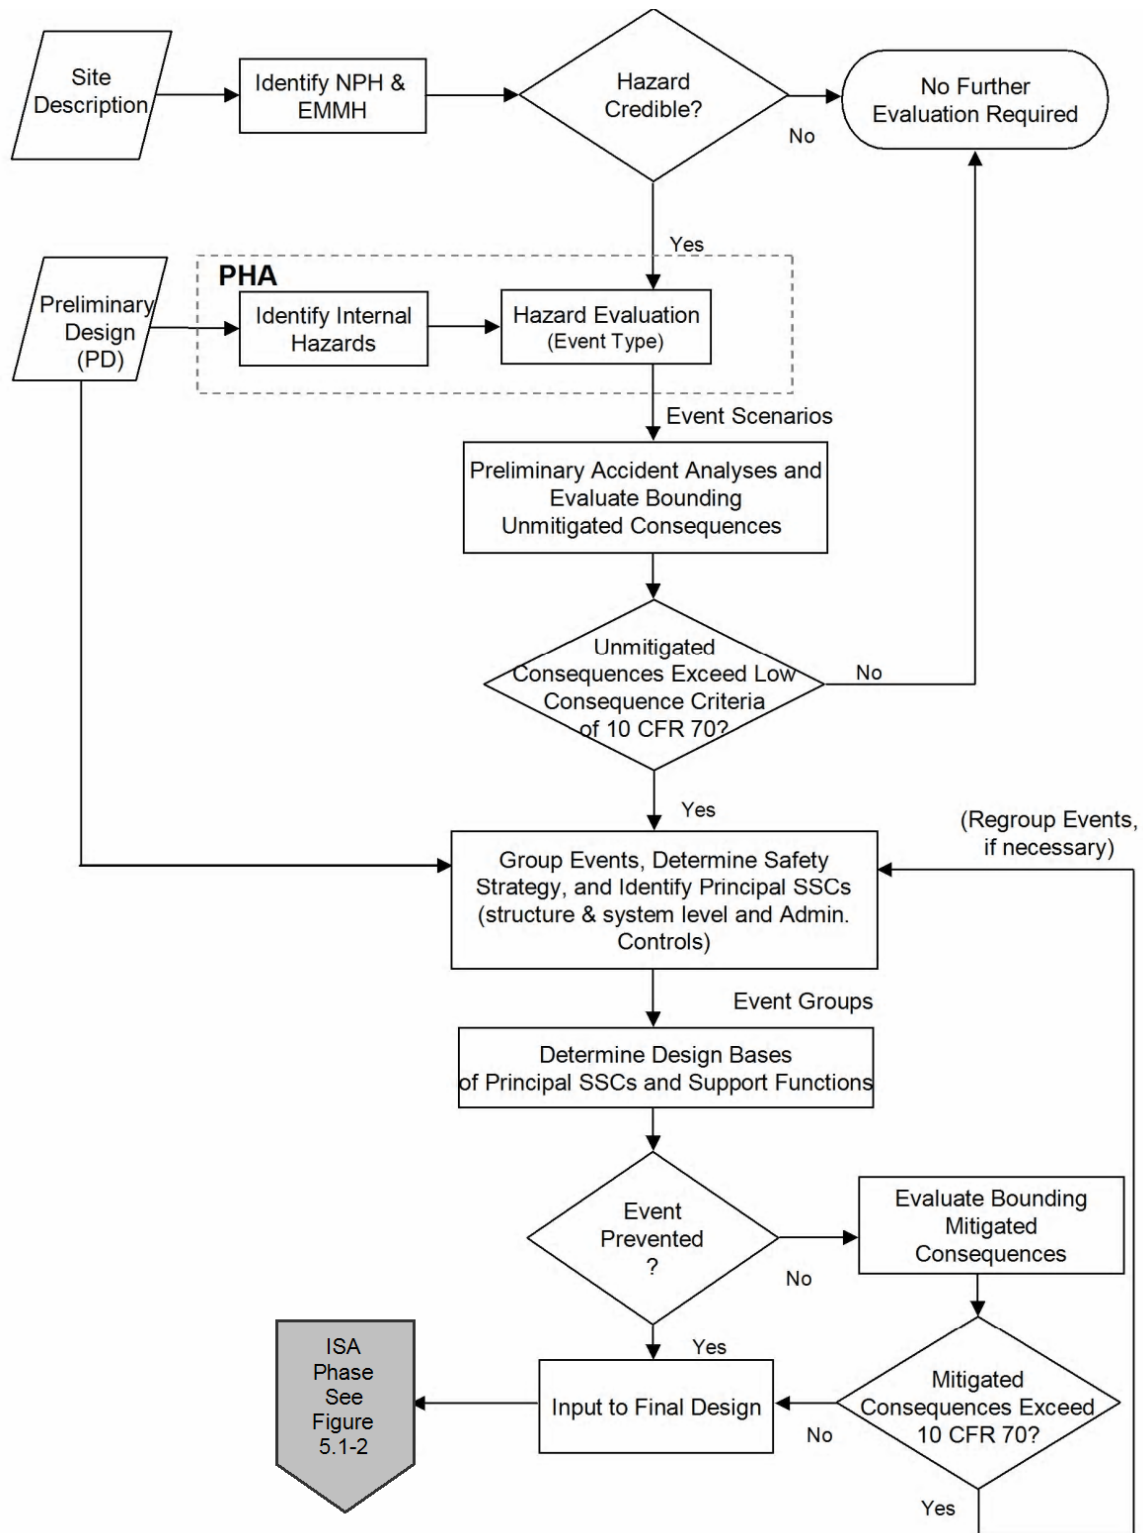 Site
Description
Identify NPH &
EMMH
Hazard
Credible?
No
No Further
Evaluation Required
Yes
PHA
Preliminary
Design
(PD)
Identify Internal
Hazards
Hazard Evaluation
(Event Type)
Event Scenarios
Preliminary Accident Analyses and
Evaluate Bounding
Unmitigated Consequences
Unmitigated
Consequences Exceed Low
Consequence Criteria
of 10 CFR 70?
No
Yes
(Regroup Events,
if necessary)
Group Events, Determine Safety
Strategy, and Identify Principal SSCs
(structure & system level and Admin.
Controls)
Event Groups
Determine Design Bases
of Principal SSCs and Support Functions
Event
Prevented
?
No
Evaluate Bounding
Mitigated
Consequences
Yes
ISA
Phase
See
Figure
5.1-2
Input to Final Design
No
Mitigated
Consequences Exceed
10 CFR 70?
Yes